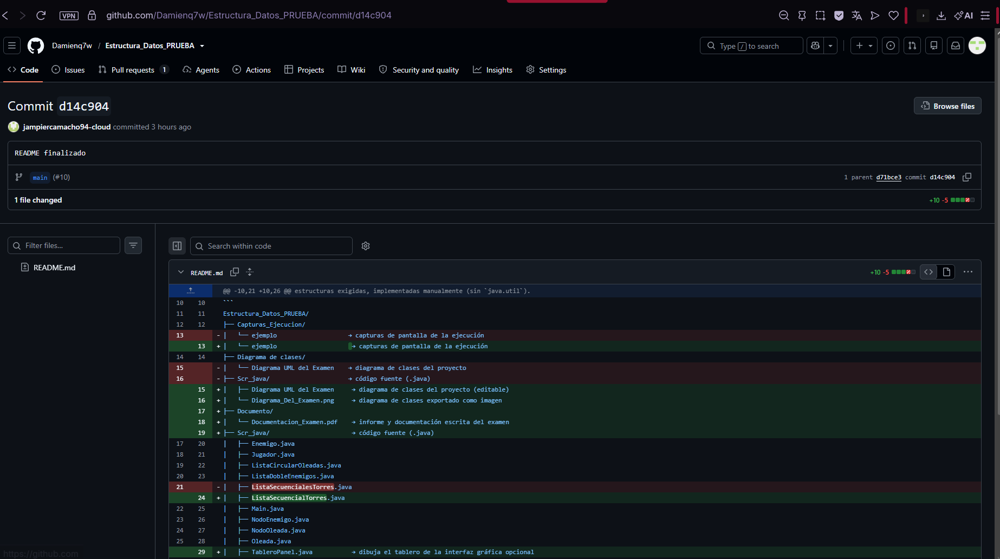 VPN github.com/Damienq7w/Estructura_Datos_PRUEBA/commit/d14c904 AI
Damienq7w / Estructura_Datos_PRUEBA Type / to search
Code Issues Pull requests 1 Agents Actions Projects Wiki Security and quality Insights Settings
Commit d14c904 Browse files
jampiercamacho94-cloud committed 3 hours ago
README finalizado
main (#10) 1 parent d71bce3 commit d14c904
1 file changed +10 -5
Filter files... Search within code
README.md
README.md +10 -5
@@ -10,21 +10,26 @@ estructuras exigidas, implementadas manualmente (sin `java.util`).
10 10 ```
11 11 Estructura_Datos_PRUEBA/
12 12 ├── Capturas_Ejecucion/
13 - │   └── ejemplo → capturas de pantalla de la ejecución
13 + │   └── ejemplo → capturas de pantalla de la ejecución
14 14 ├── Diagrama de clases/
15 - │   └── Diagrama UML del Examen → diagrama de clases del proyecto
16 - ├── Scr_java/ → código fuente (.java)
15 + │   ├── Diagrama UML del Examen → diagrama de clases del proyecto (editable)
16 + │   └── Diagrama_Del_Examen.png → diagrama de clases exportado como imagen
17 + ├── Documento/
18 + │   └── Documentacion_Examen.pdf → informe y documentación escrita del examen
19 + ├── Scr_java/ → código fuente (.java)
17 20 │   ├── Enemigo.java
18 21 │   ├── Jugador.java
19 22 │   ├── ListaCircularOleadas.java
20 23 │   ├── ListaDobleEnemigos.java
21 - │   ├── ListaSecuencialesTorres.java
24 + │   ├── ListaSecuencialTorres.java
22 25 │   ├── Main.java
23 26 │   ├── NodoEnemigo.java
24 27 │   ├── NodoOleada.java
25 28 │   ├── Oleada.java
29 + │   ├── TableroPanel.java → dibuja el tablero de la interfaz gráfica opcional
https://github.com